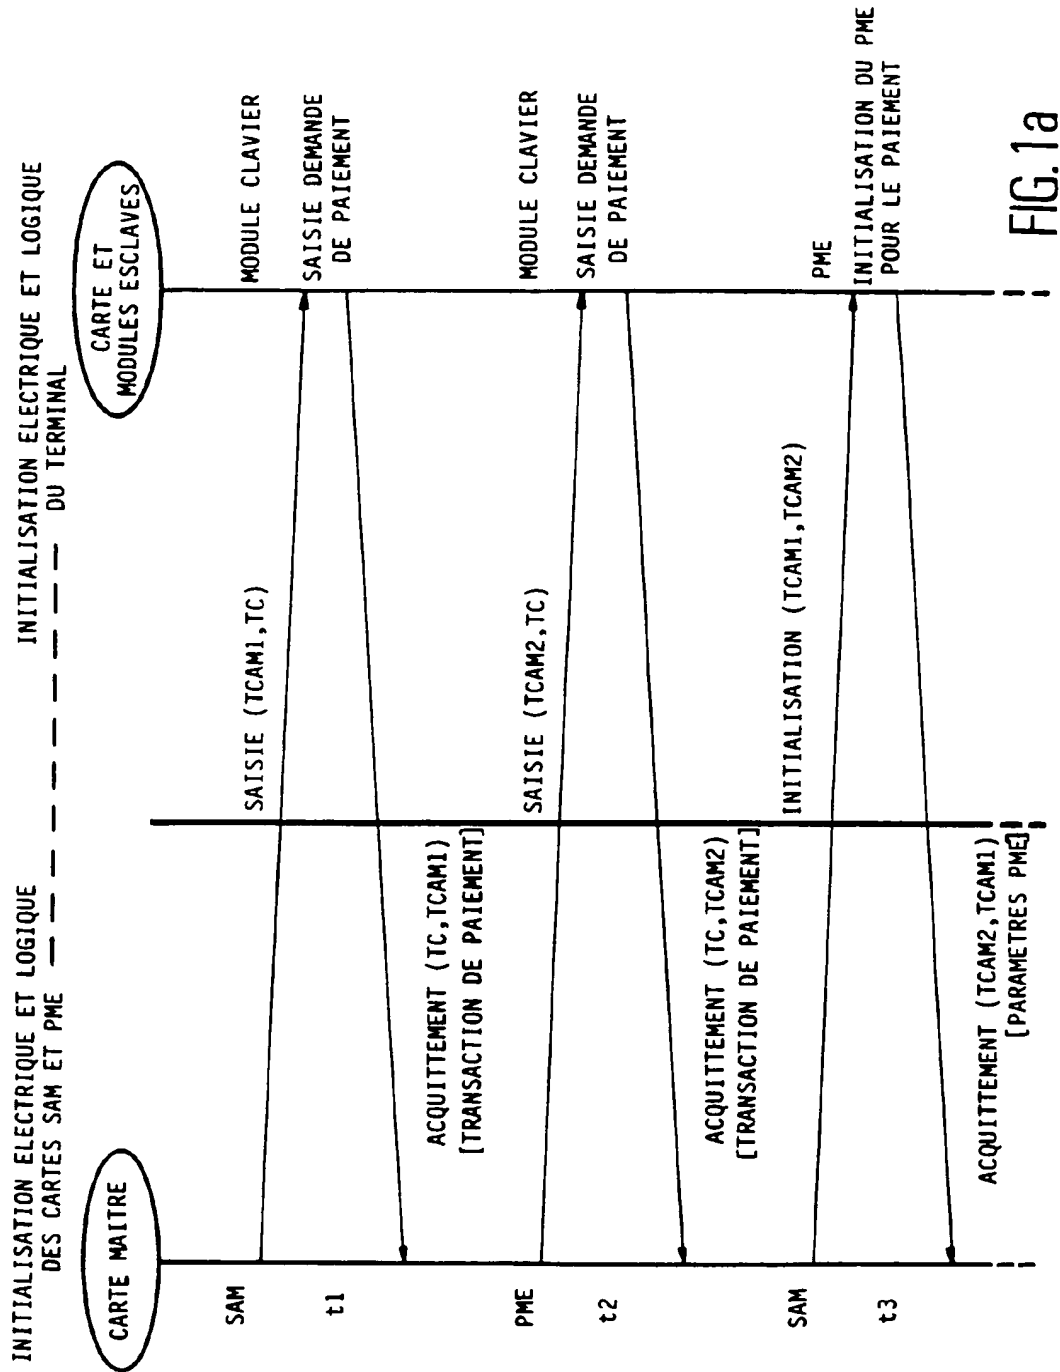 INITIALISATION ELECTRIQUE ET LOGIQUE
DES CARTES SAM ET PME
INITIALISATION ELECTRIQUE ET LOGIQUE
DU TERMINAL
CARTE MAITRE
CARTE ET
MODULES ESCLAVES
SAM
t1
SAISIE (TCAM1,TC)
MODULE CLAVIER
SAISIE DEMANDE
DE PAIEMENT
ACQUITTEMENT (TC,TCAM1)
[TRANSACTION DE PAIEMENT]
PME
t2
SAISIE (TCAM2,TC)
MODULE CLAVIER
SAISIE DEMANDE
DE PAIEMENT
ACQUITTEMENT (TC,TCAM2)
[TRANSACTION DE PAIEMENT]
SAM
t3
INITIALISATION (TCAM1,TCAM2)
PME
INITIALISATION DU PME
POUR LE PAIEMENT
ACQUITTEMENT (TCAM2,TCAM1)
[PARAMETRES PME]
FIG.1a